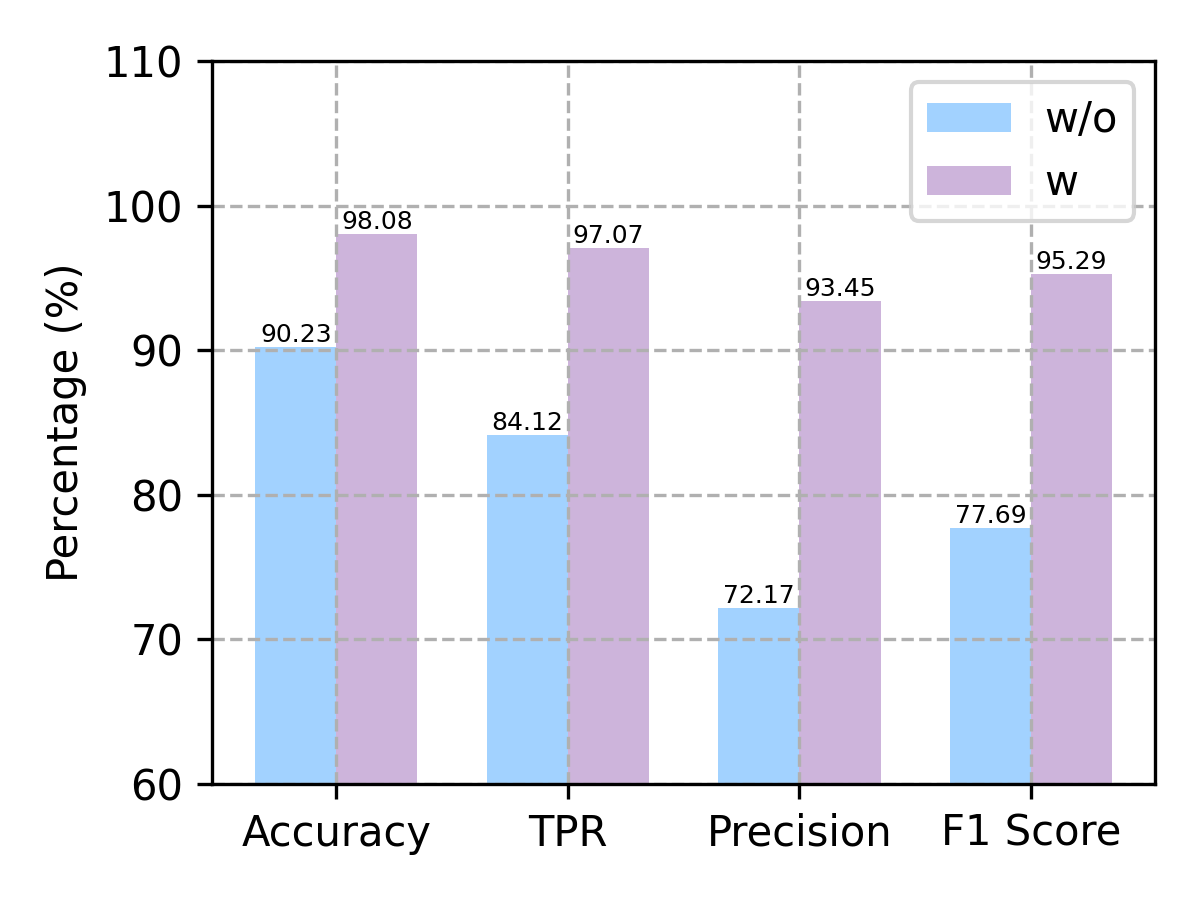 110
100
90
80
70
60
Percentage (%)
w/o
w
90.23
98.08
84.12
97.07
72.17
93.45
77.69
95.29
Accuracy
TPR
Precision
F1 Score